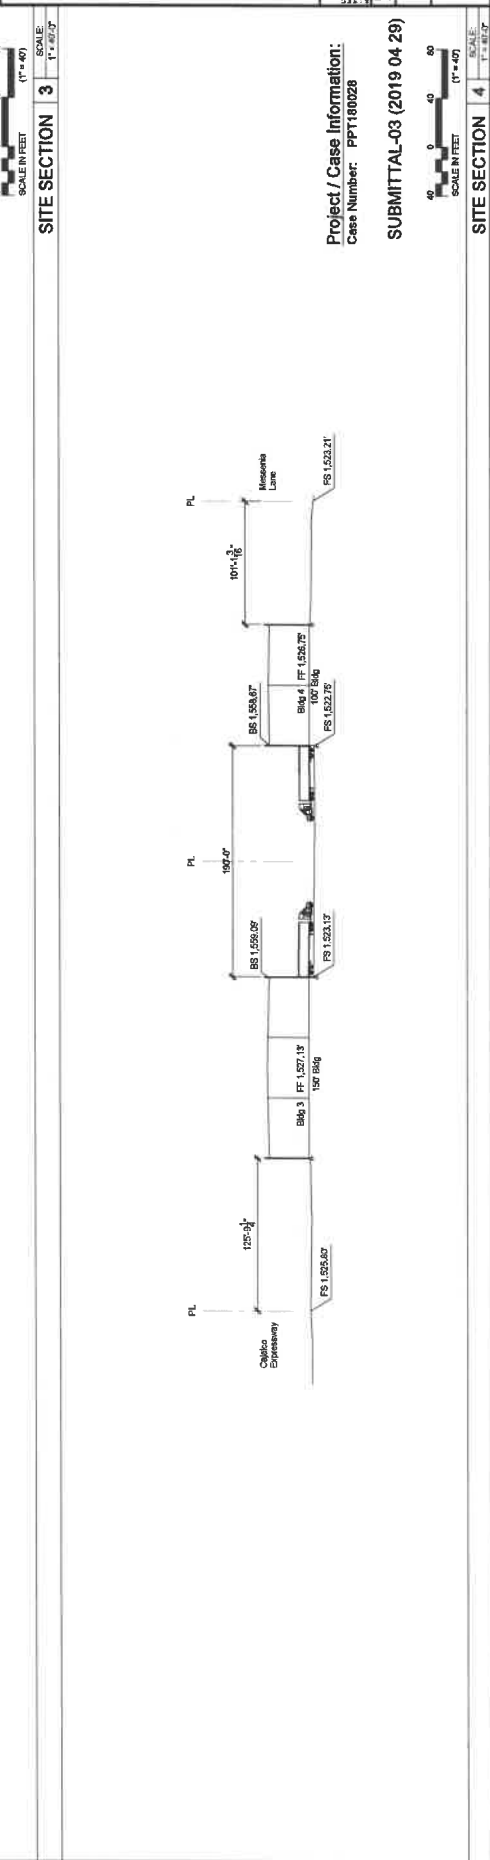 SCALE IN FEET
(1" = 40')
SITE SECTION
3
SCALE:
1" = 40'-0"
PL
PL
PL
125'-9 1/4"
190'-0"
101'-1 3/16"
Cajalco
Expressway
BS 1,559.09'
BS 1,558.67'
Messenia
Lane
Bldg 3
FF 1,527.13'
150' Bldg
Bldg 4
FF 1,526.75'
100' Bldg
FS 1,525.80'
FS 1,523.13'
FS 1,522.75'
FS 1,523.21'
Project / Case Information:
Case Number: PPT180028
SUBMITTAL-03 (2019 04 29)
40 0 40 80
SCALE IN FEET
(1" = 40')
SITE SECTION
4
SCALE:
1" = 40'-0"